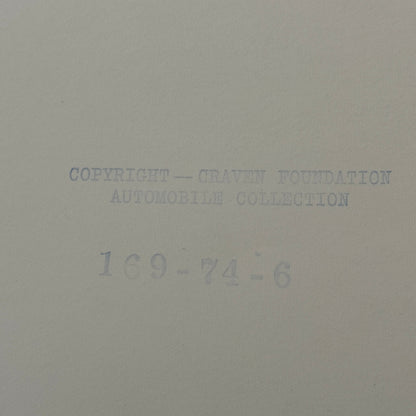 COPYRIGHT — CRAVEN FOUNDATION
AUTOMOBILE COLLECTION
169-74-6